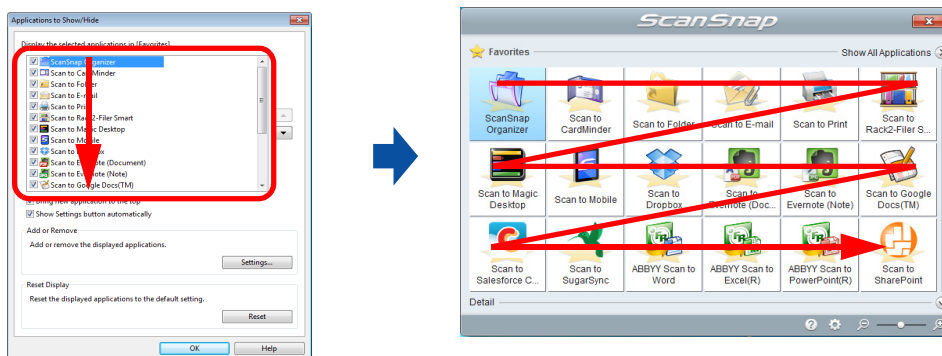 Applications to Show/Hide
Display the selected applications in [Favorites].
ScanSnap Organizer
Scan to CardMinder
Scan to Folder
Scan to E-mail
Scan to Print
Scan to Rack2-Filer Smart
Scan to Magic Desktop
Scan to Mobile
Scan to Dropbox
Scan to Evernote (Document)
Scan to Evernote (Note)
Scan to Google Docs(TM)
Bring new application to the top
Show Settings button automatically
Add or Remove
Add or remove the displayed applications.
Settings...
Reset Display
Reset the displayed applications to the default setting.
Reset
OK Help
ScanSnap
Favorites Show All Applications
ScanSnap Organizer
Scan to CardMinder
Scan to Folder
Scan to E-mail
Scan to Print
Scan to Rack2-Filer S...
Scan to Magic Desktop
Scan to Mobile
Scan to Dropbox
Scan to Evernote (Doc...
Scan to Evernote (Note)
Scan to Google Docs(TM)
Scan to Salesforce C...
Scan to SugarSync
ABBYY Scan to Word
ABBYY Scan to Excel(R)
ABBYY Scan to PowerPoint(R)
Scan to SharePoint
Detail